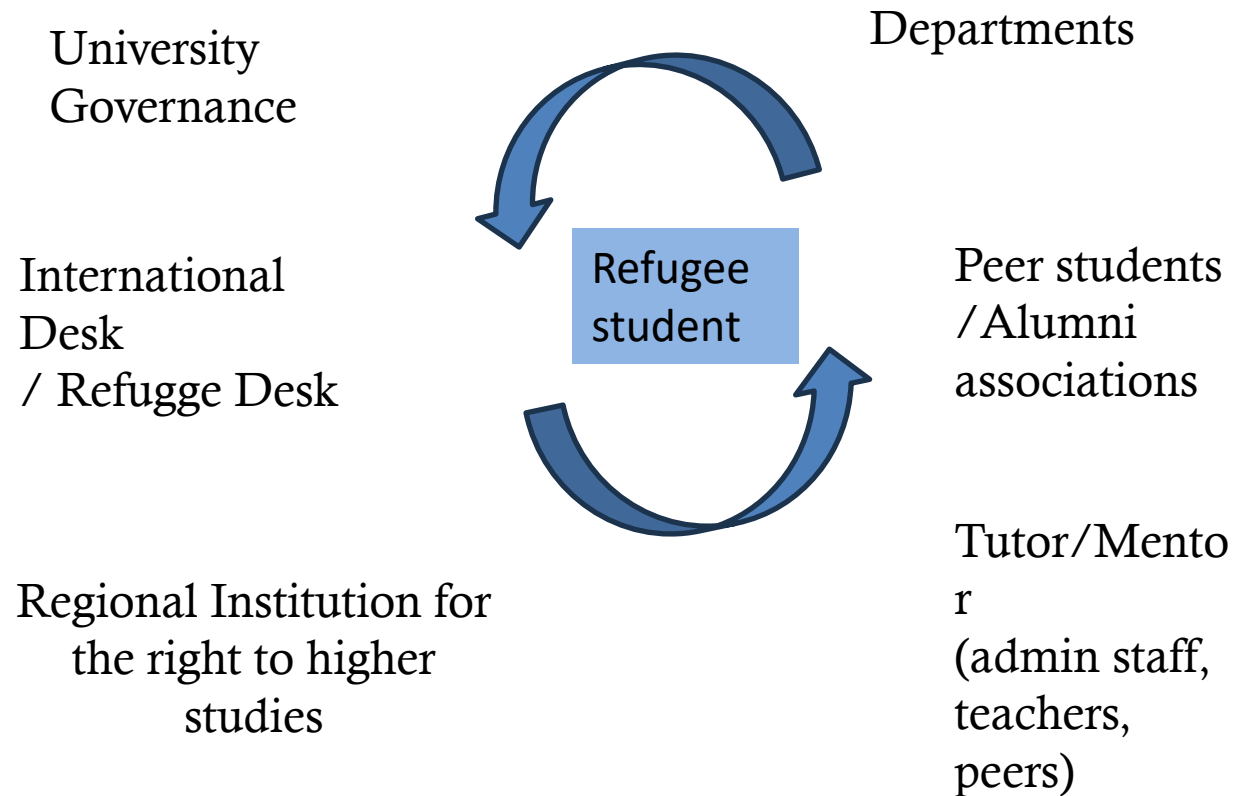 University
Governance
Departments
International
Desk
/ Refugge Desk
Refugee
student
Peer students
/Alumni
associations
Regional Institution for
the right to higher
studies
Tutor/Mento
r
(admin staff,
teachers,
peers)